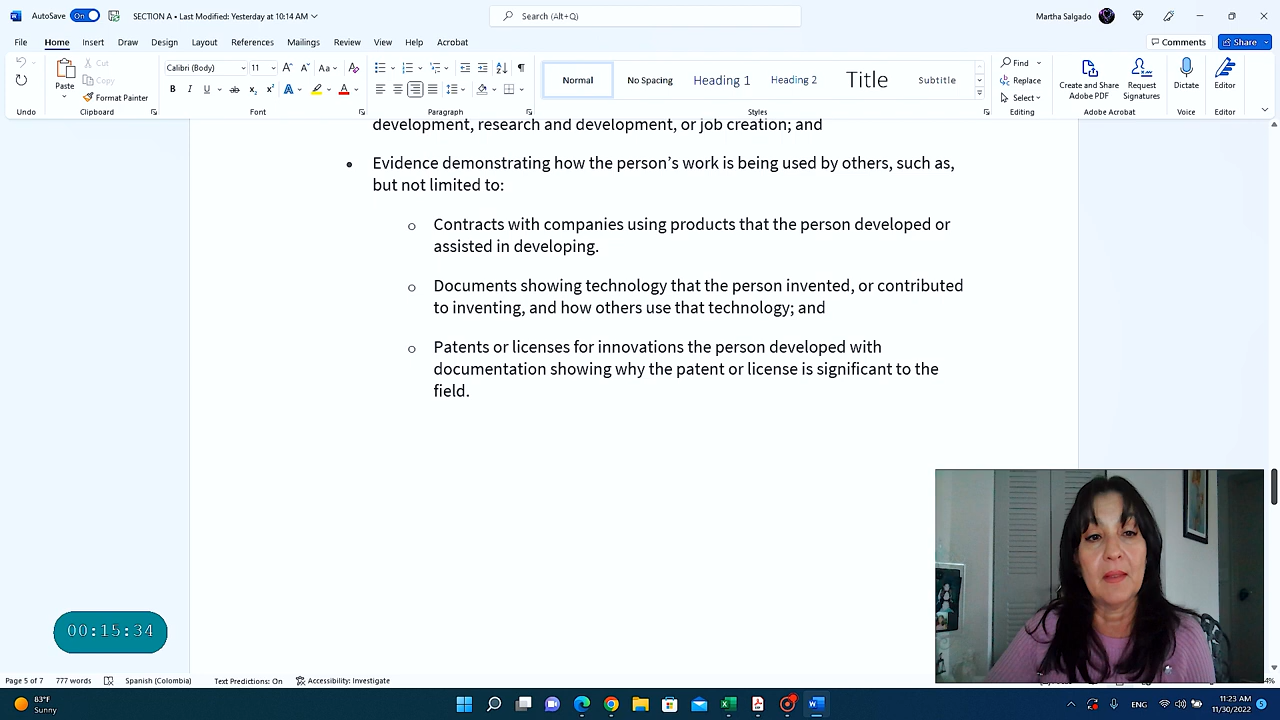 AutoSave On SECTION A • Last Modified: Yesterday at 10:14 AM Search (Alt+Q) Martha Salgado
File Home Insert Draw Design Layout References Mailings Review View Help Acrobat Comments Share
Paste Cut Copy Format Painter
Calibri (Body) 11
Normal No Spacing Heading 1 Heading 2 Title Subtitle
Find Replace Select
Create and Share Adobe PDF Request Signatures Dictate Editor
Undo Clipboard Font Paragraph Styles Editing Adobe Acrobat Voice Editor
development, research and development, or job creation; and
• Evidence demonstrating how the person's work is being used by others, such as,
but not limited to:
o Contracts with companies using products that the person developed or
assisted in developing.
o Documents showing technology that the person invented, or contributed
to inventing, and how others use that technology; and
o Patents or licenses for innovations the person developed with
documentation showing why the patent or license is significant to the
field.
00:15:34
Page 5 of 7 777 words Spanish (Colombia) Text Predictions: On Accessibility: Investigate
83°F
Sunny
ENG 11:23 AM
11/30/2022